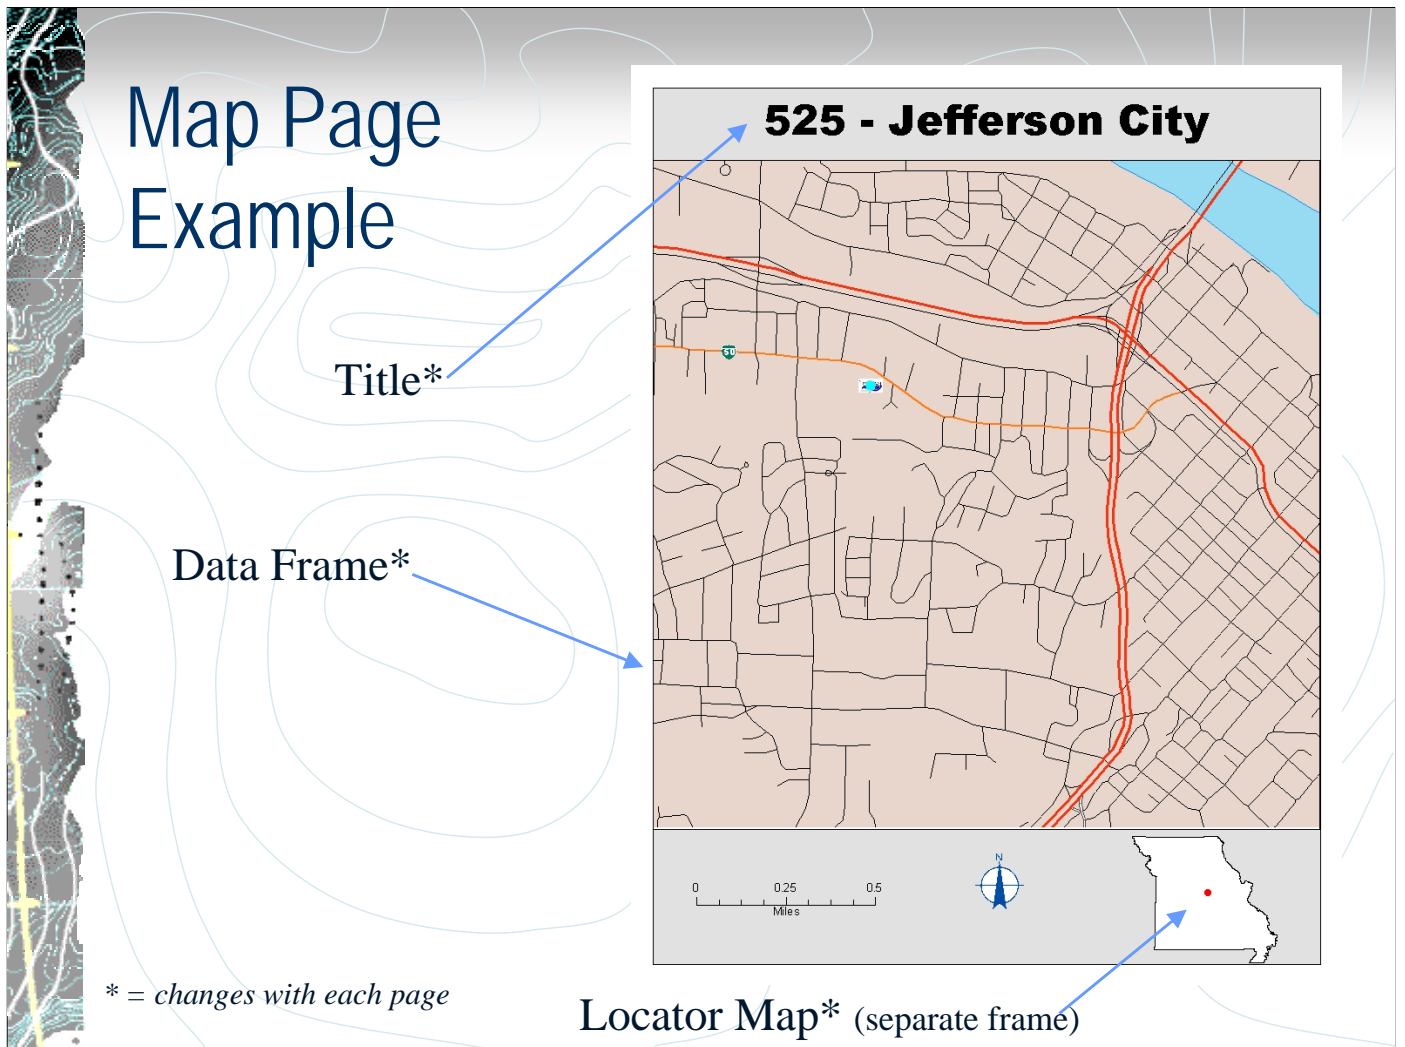 Map Page
Example
525 - Jefferson City
50
Title*
Data Frame*
N
0 0.25 0.5
Miles
* = changes with each page
Locator Map* (separate frame)